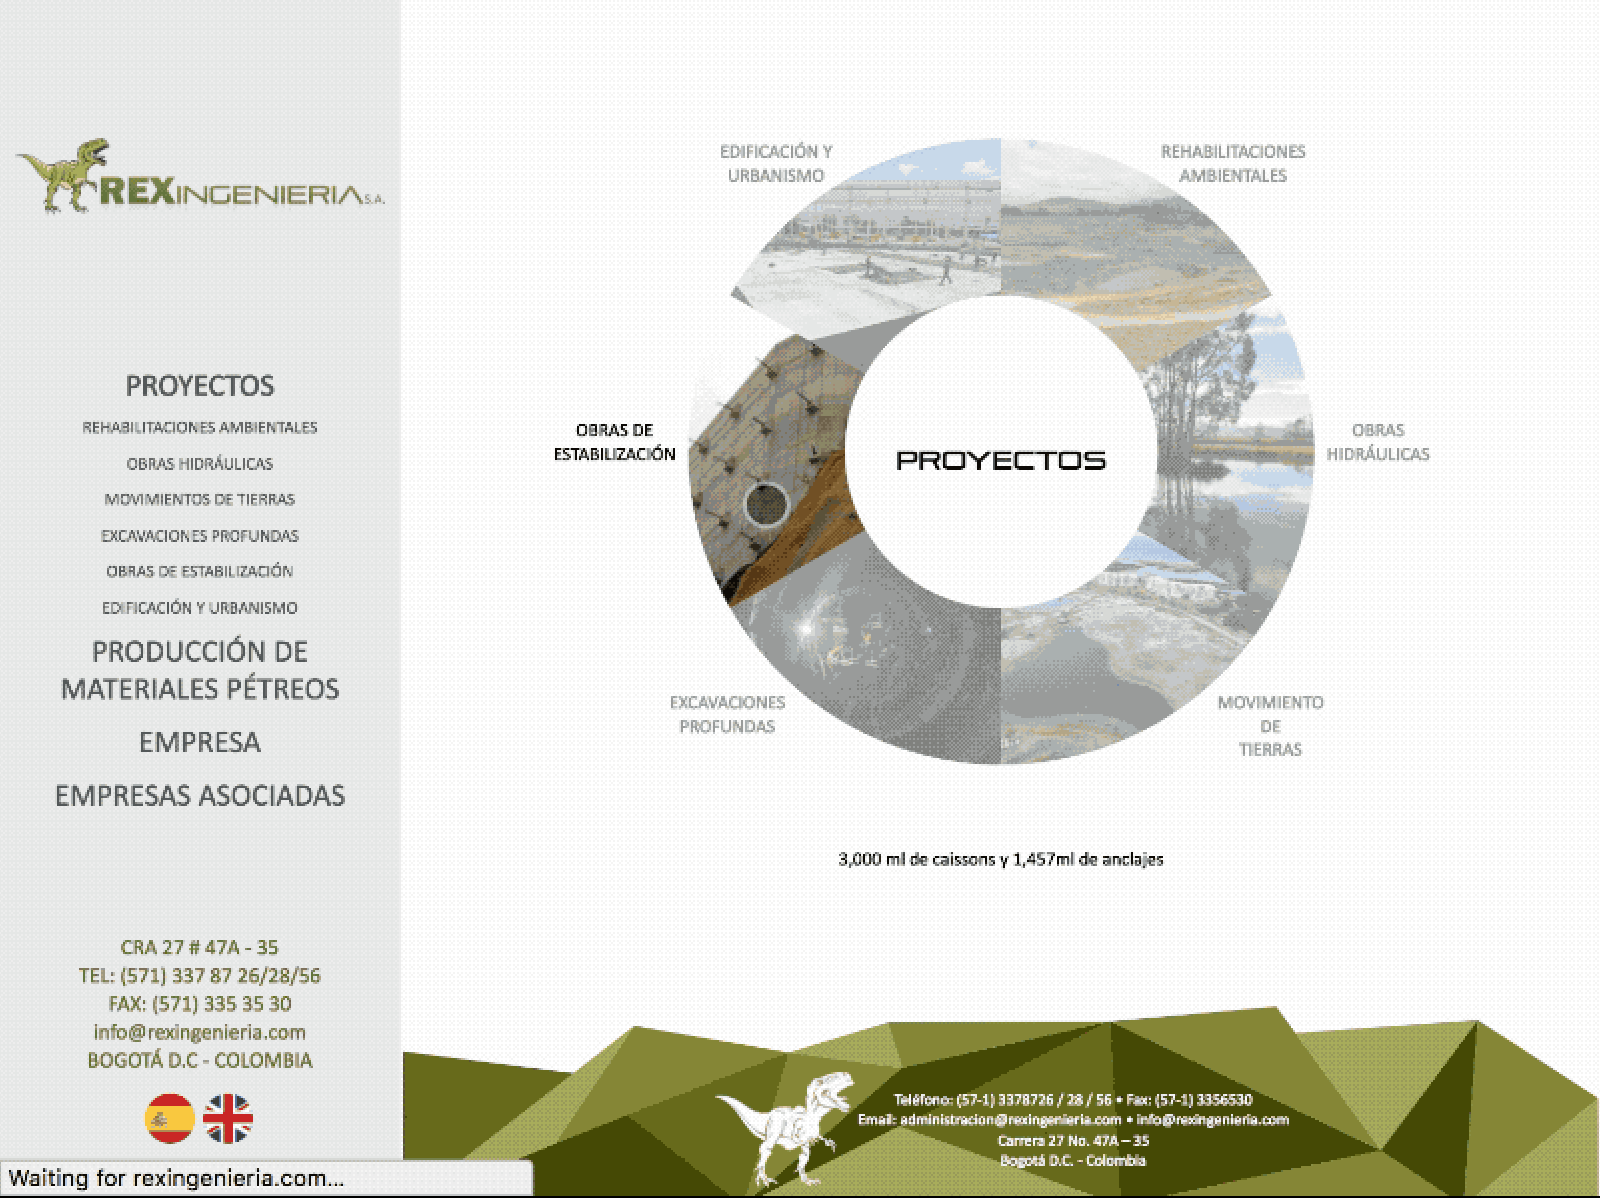 REXINGENIERIA S.A.
PROYECTOS
REHABILITACIONES AMBIENTALES
OBRAS HIDRÁULICAS
MOVIMIENTOS DE TIERRAS
EXCAVACIONES PROFUNDAS
OBRAS DE ESTABILIZACIÓN
EDIFICACIÓN Y URBANISMO
PRODUCCIÓN DE
MATERIALES PÉTREOS
EMPRESA
EMPRESAS ASOCIADAS
CRA 27 # 47A - 35
TEL: (571) 337 87 26/28/56
FAX: (571) 335 35 30
info@rexingenieria.com
BOGOTÁ D.C - COLOMBIA
EDIFICACIÓN Y
URBANISMO
REHABILITACIONES
AMBIENTALES
OBRAS DE
ESTABILIZACIÓN
PROYECTOS
OBRAS
HIDRÁULICAS
EXCAVACIONES
PROFUNDAS
MOVIMIENTO
DE
TIERRAS
3,000 ml de caissons y 1,457ml de anclajes
Teléfono: (57-1) 3378726 / 28 / 56 • Fax: (57-1) 3356530
Email: administracion@rexingenieria.com • info@rexingenieria.com
Carrera 27 No. 47A – 35
Bogotá D.C. - Colombia
Waiting for rexingenieria.com...